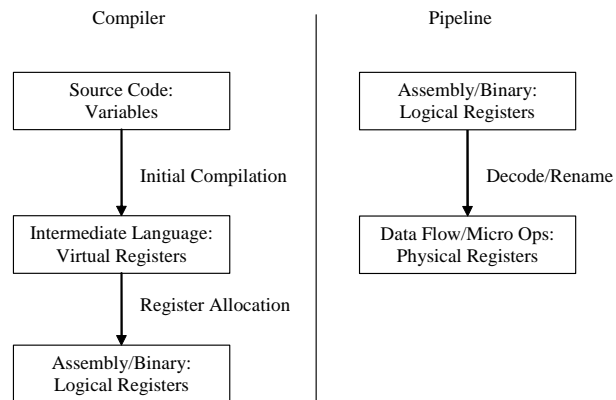 Compiler
Source Code:
Variables
Initial Compilation
Intermediate Language:
Virtual Registers
Register Allocation
Assembly/Binary:
Logical Registers
Pipeline
Assembly/Binary:
Logical Registers
Decode/Rename
Data Flow/Micro Ops:
Physical Registers